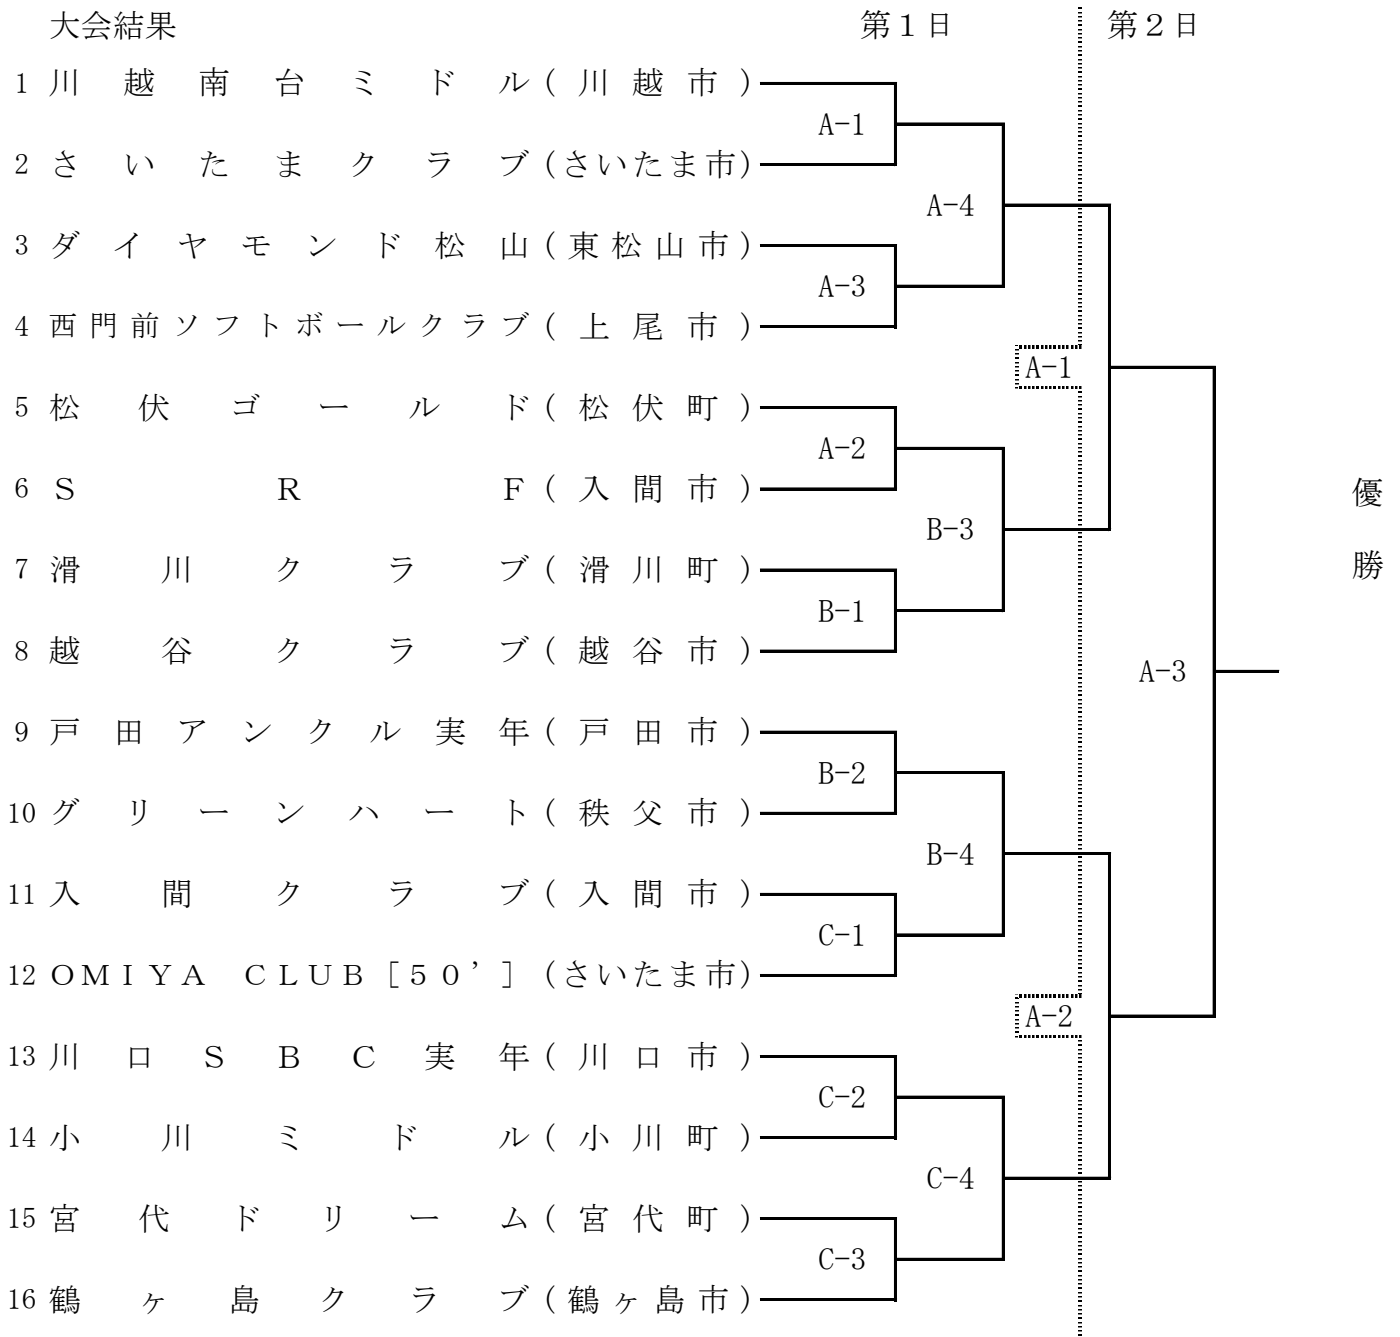 大会結果 第１日 第２日
1 川越南台ミドル(川越市)
A-1
2 さいたまクラブ(さいたま市)
A-4
3 ダイヤモンド松山(東松山市)
A-3
4 西門前ソフトボールクラブ(上尾市)
A-1
5 松伏ゴールド(松伏町)
A-2
6 ＳＲＦ(入間市)
B-3
7 滑川クラブ(滑川町)
B-1
8 越谷クラブ(越谷市)
A-3
9 戸田アンクル実年(戸田市)
B-2
10 グリーンハート(秩父市)
B-4
11 入間クラブ(入間市)
C-1
12 ＯＭＩＹＡ ＣＬＵＢ［５０’］(さいたま市)
A-2
13 川口ＳＢＣ実年(川口市)
C-2
14 小川ミドル(小川町)
C-4
15 宮代ドリーム(宮代町)
C-3
16 鶴ヶ島クラブ(鶴ヶ島市)
優勝